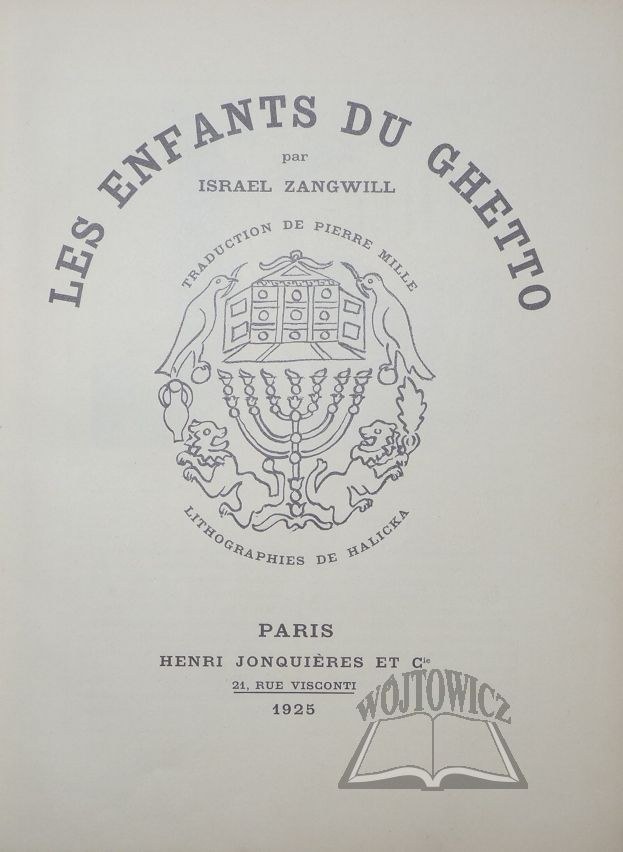 LES ENFANTS DU GHETTO
par
ISRAEL ZANGWILL
TRADUCTION DE PIERRE MILLE
LITHOGRAPHIES DE HALICKA
PARIS
HENRI JONQUIÈRES ET Cie
21, RUE VISCONTI
1925
WÓJTOWICZ